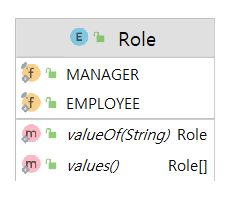 E Role
f MANAGER
f EMPLOYEE
m valueOf(String) Role
m values() Role[]